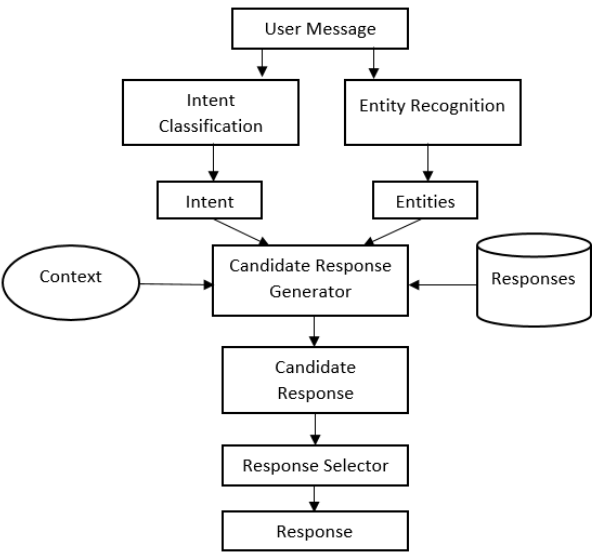 User Message
Intent
Classification
Entity Recognition
Intent
Entities
Context
Candidate Response
Generator
Responses
Candidate
Response
Response Selector
Response